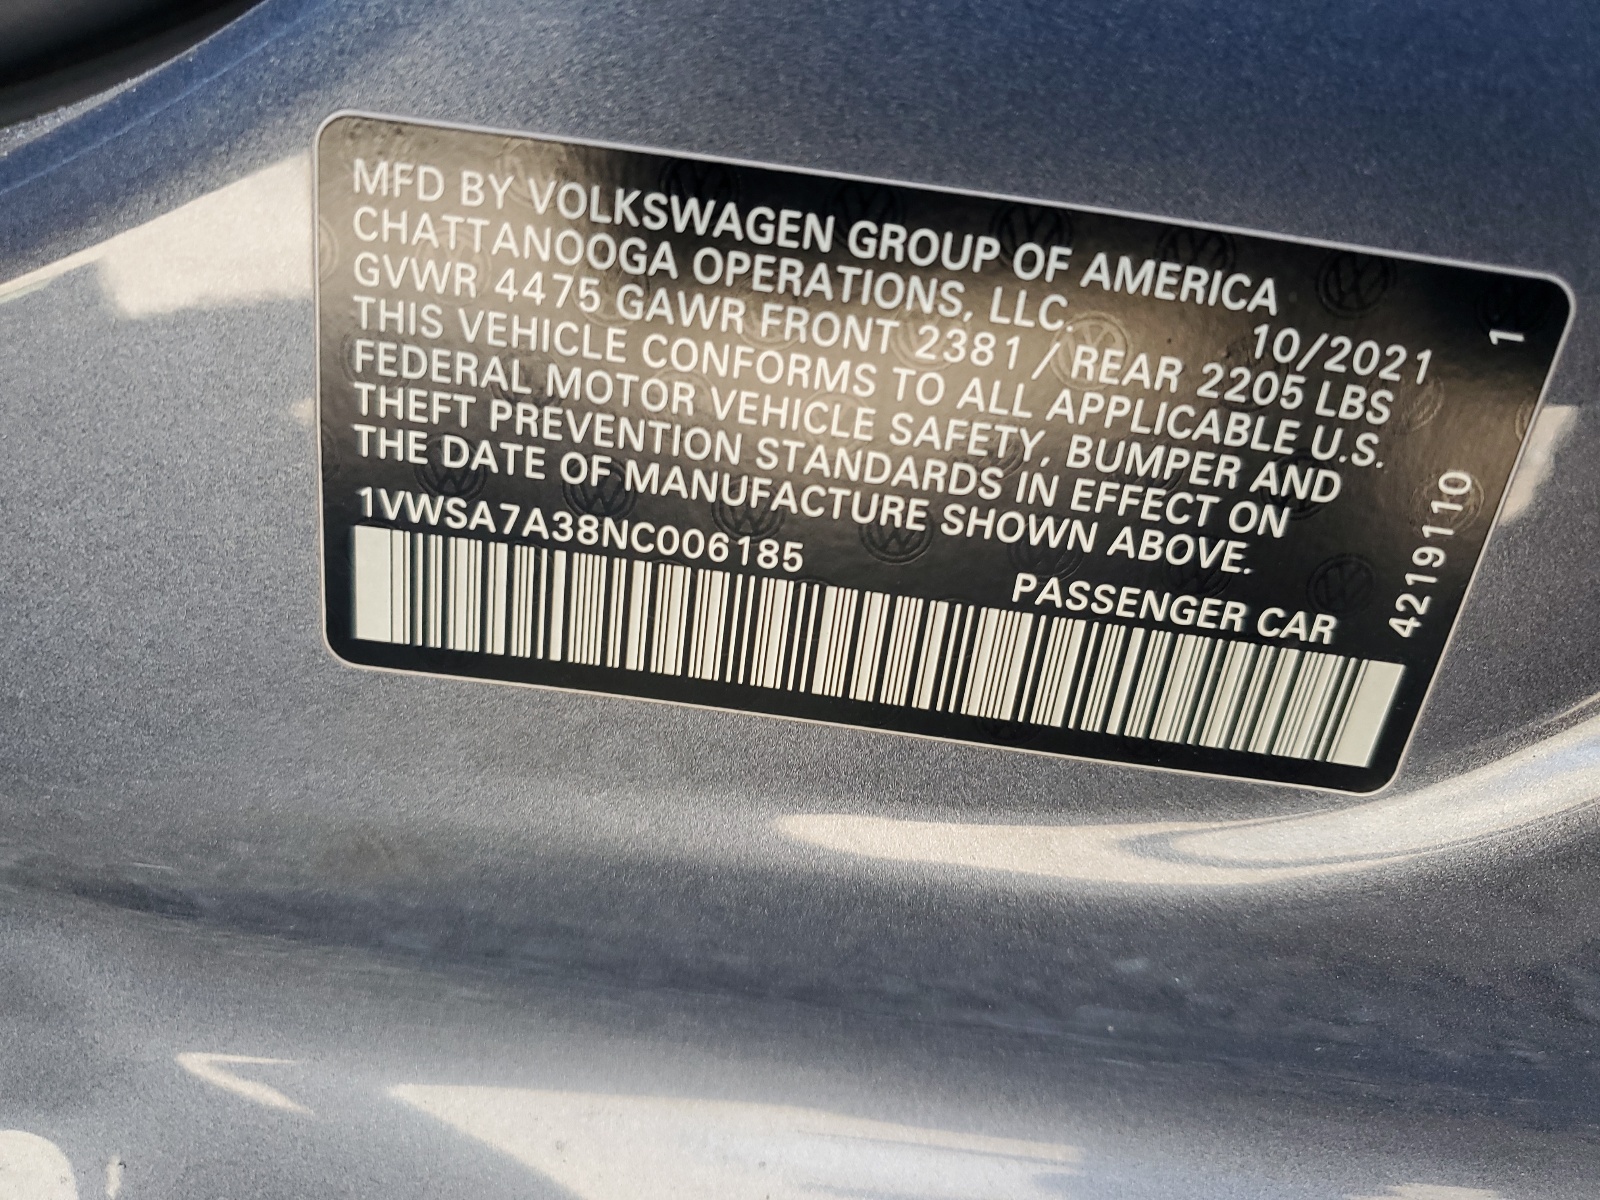 MFD BY VOLKSWAGEN GROUP OF AMERICA
CHATTANOOGA OPERATIONS, LLC. 10/2021 1
GVWR 4475 GAWR FRONT 2381 / REAR 2205 LBS
THIS VEHICLE CONFORMS TO ALL APPLICABLE U.S.
FEDERAL MOTOR VEHICLE SAFETY, BUMPER AND
THEFT PREVENTION STANDARDS IN EFFECT ON
THE DATE OF MANUFACTURE SHOWN ABOVE.
1VWSA7A38NC006185
PASSENGER CAR
4219110